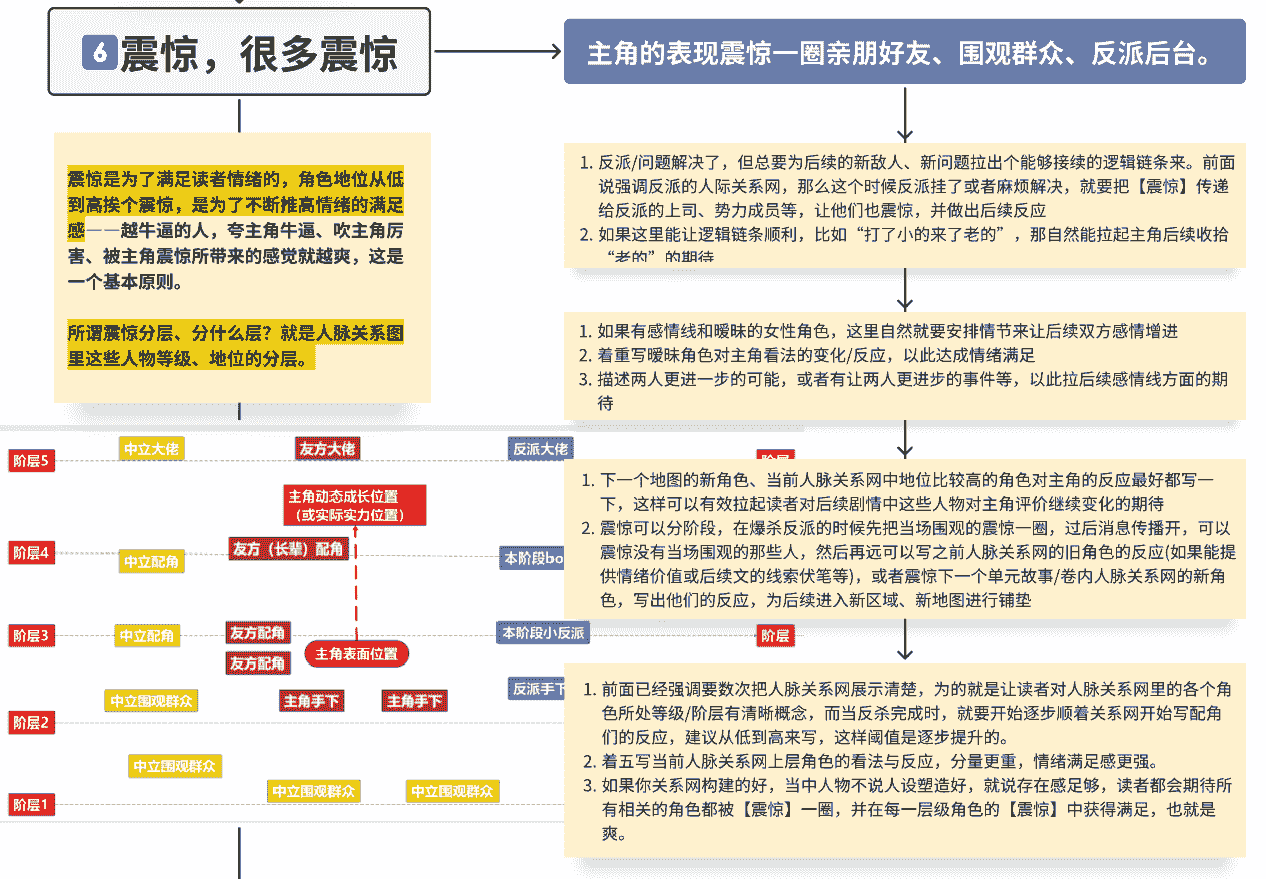 6 震惊，很多震惊
主角的表现震惊一圈亲朋好友、围观群众、反派后台。
震惊是为了满足读者情绪的，角色地位从低
到高挨个震惊，是为了不断推高情绪的满足
感——越牛逼的人，夸主角牛逼、吹主角厉
害、被主角震惊所带来的感觉就越爽，这是
一个基本原则。
所谓震惊分层、分什么层？就是人脉关系图
里这些人物等级、地位的分层。
1. 反派/问题解决了，但总要为后续的新敌人、新问题拉出个能够接续的逻辑链条来。前面
说强调反派的人际关系网，那么这个时候反派挂了或者麻烦解决，就要把【震惊】传递
给反派的上司、势力成员等，让他们也震惊，并做出后续反应
2. 如果这里能让逻辑链条顺利，比如“打了小的来了老的”，那自然能拉起主角后续收拾
“老的”的期待
1. 如果有感情线和暧昧的女性角色，这里自然就要安排情节来让后续双方感情增进
2. 着重写暧昧角色对主角看法的变化/反应，以此达成情绪满足
3. 描述两人更进一步的可能，或者有让两人更进步的事件等，以此拉后续感情线方面的期
待
1. 下一个地图的新角色、当前人脉关系网中地位比较高的角色对主角的反应最好都写一
下，这样可以有效拉起读者对后续剧情中这些人物对主角评价继续变化的期待
2. 震惊可以分阶段，在爆杀反派的时候先把当场围观的震惊一圈，过后消息传播开，可以
震惊没有当场围观的那些人，然后再远可以写之前人脉关系网的旧角色的反应(如果能提
供情绪价值或后续文的线索伏笔等)，或者震惊下一个单元故事/卷内人脉关系网的新角
色，写出他们的反应，为后续进入新区域、新地图进行铺垫
1. 前面已经强调要数次把人脉关系网展示清楚，为的就是让读者对人脉关系网里的各个角
色所处等级/阶层有清晰概念，而当反杀完成时，就要开始逐步顺着关系网开始写配角
们的反应，建议从低到高来写，这样阈值是逐步提升的。
2. 着五写当前人脉关系网上层角色的看法与反应，分量更重，情绪满足感更强。
3. 如果你关系网构建的好，当中人物不说人设塑造好，就说存在感足够，读者都会期待所
有相关的角色都被【震惊】一圈，并在每一层级角色的【震惊】中获得满足，也就是
爽。
阶层5
中立大佬
友方大佬
反派大佬
主角动态成长位置
（或实际实力位置）
阶层4
中立配角
友方（长辈）配角
本阶段bo
阶层3
中立配角
友方配角
友方配角
主角表面位置
本阶段小反派
阶层
中立围观群众
主角手下
主角手下
反派手下
阶层2
中立围观群众
阶层1
中立围观群众
中立围观群众